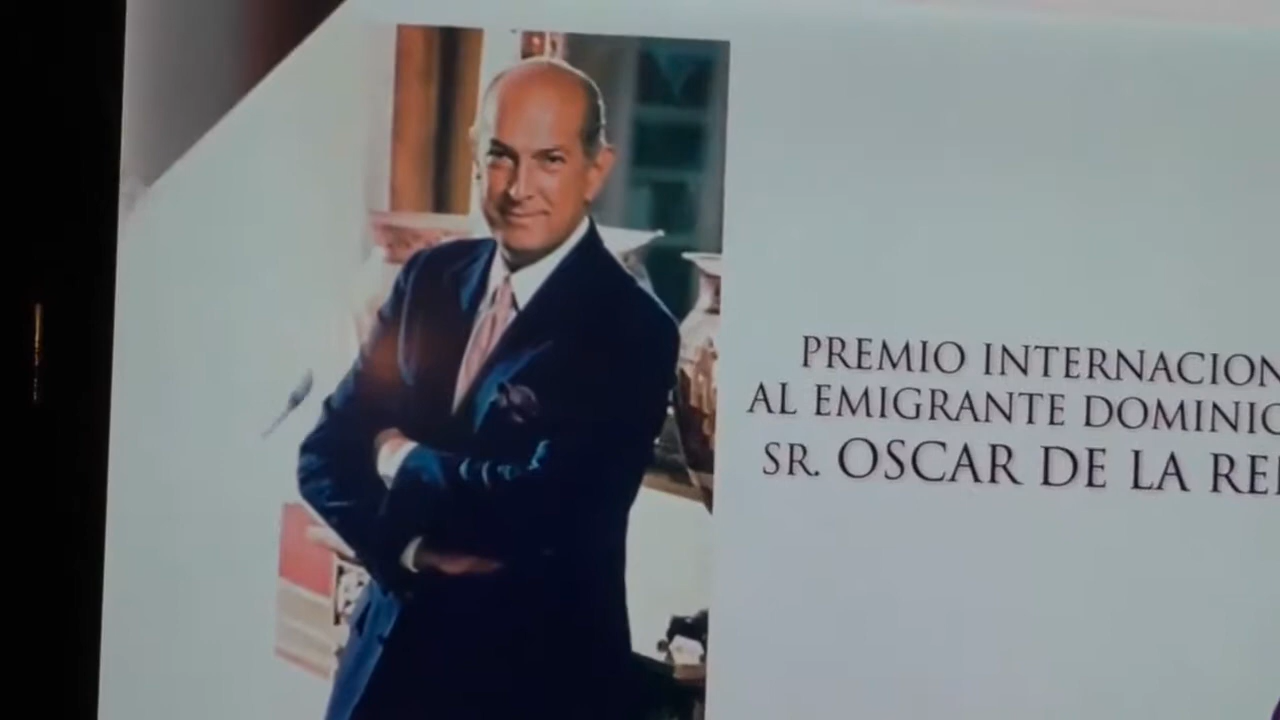 PREMIO INTERNACION
AL EMIGRANTE DOMINIC
SR. OSCAR DE LA RE